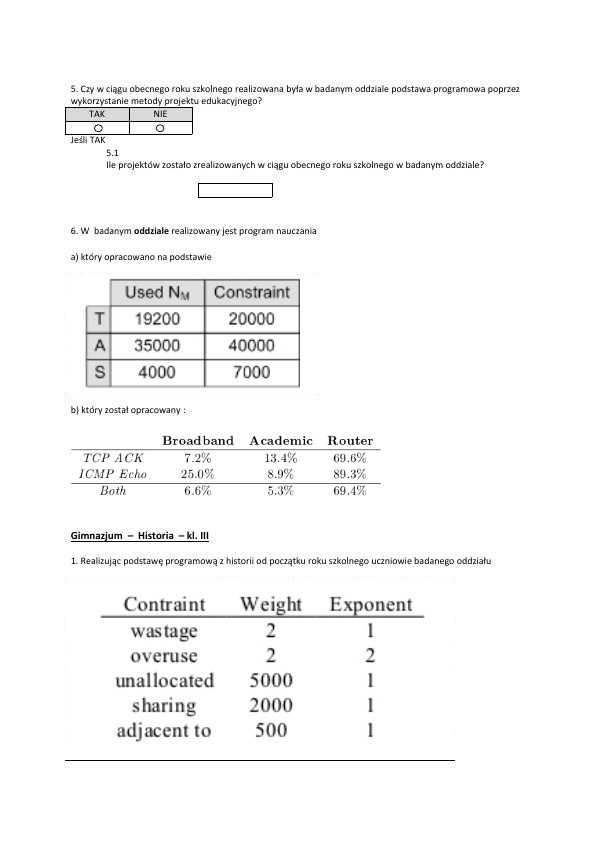 5. Czy w ciągu obecnego roku szkolnego realizowana była w badanym oddziale podstawa programowa poprzez
wykorzystanie metody projektu edukacyjnego?
TAK NIE
Jeśli TAK
5.1
Ile projektów zostało zrealizowanych w ciągu obecnego roku szkolnego w badanym oddziale?
6. W badanym oddziale realizowany jest program nauczania
a) który opracowano na podstawie
Used NM Constraint
T 19200 20000
A 35000 40000
S 4000 7000
b) który został opracowany :
Broadband Academic Router
TCP ACK 7.2% 13.4% 69.6%
ICMP Echo 25.0% 8.9% 89.3%
Both 6.6% 5.3% 69.4%
Gimnazjum – Historia – kl. III
1. Realizując podstawę programową z historii od początku roku szkolnego uczniowie badanego oddziału
Contraint Weight Exponent
wastage 2 1
overuse 2 2
unallocated 5000 1
sharing 2000 1
adjacent to 500 1